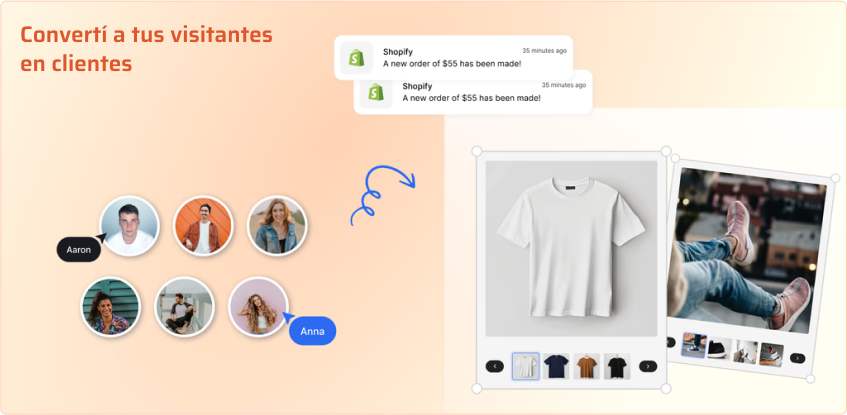 Convertí a tus visitantes
en clientes
Shopify
35 minutes ago
A new order of $55 has been made!
Shopify
35 minutes ago
A new order of $55 has been made!
Aaron
Anna